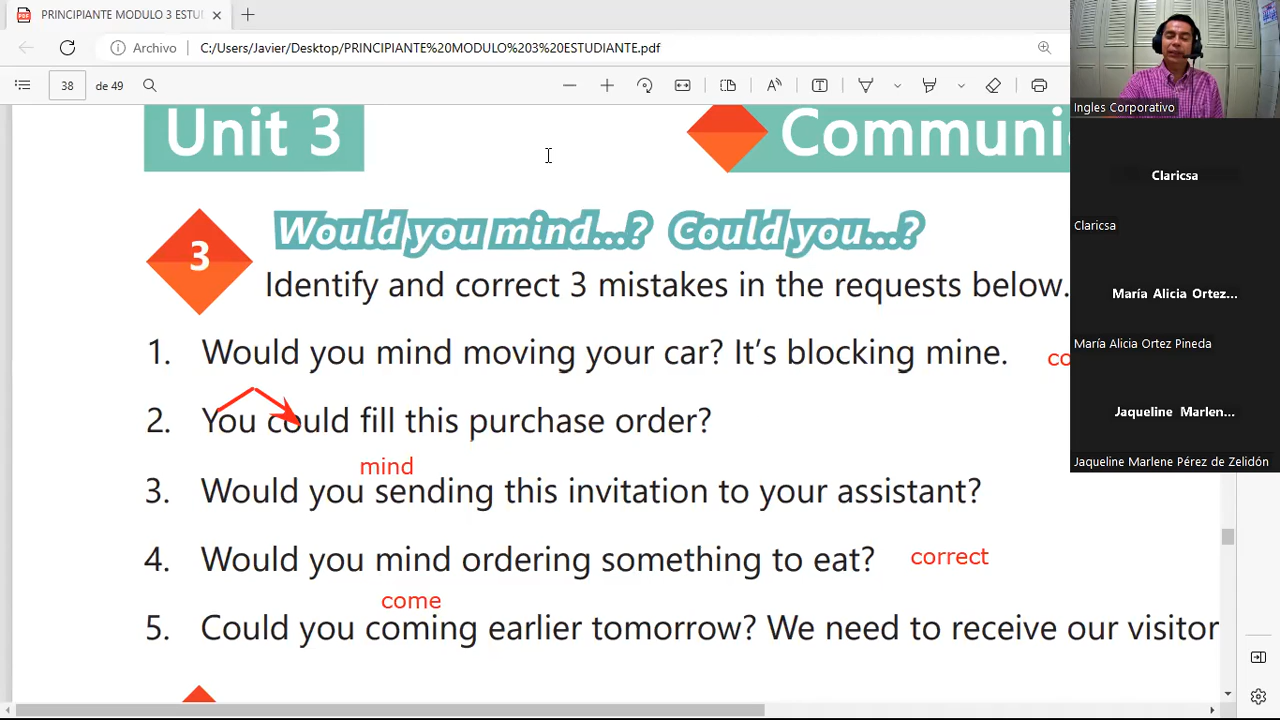 PRINCIPIANTE MODULO 3 ESTUD
Archivo C:/Users/Javier/Desktop/PRINCIPIANTE%20MODULO%203%20ESTUDIANTE.pdf
38 de 49
Ingles Corporativo
Unit 3
Communi
Claricsa
Claricsa
3
Would you mind...? Could you...?
Identify and correct 3 mistakes in the requests below.
María Alicia Ortez...
María Alicia Ortez Pineda
1. Would you mind moving your car? It's blocking mine. co
2. You could fill this purchase order?
Jaqueline Marlen...
Jaqueline Marlene Pérez de Zelidón
mind
3. Would you sending this invitation to your assistant?
4. Would you mind ordering something to eat? correct
come
5. Could you coming earlier tomorrow? We need to receive our visitor